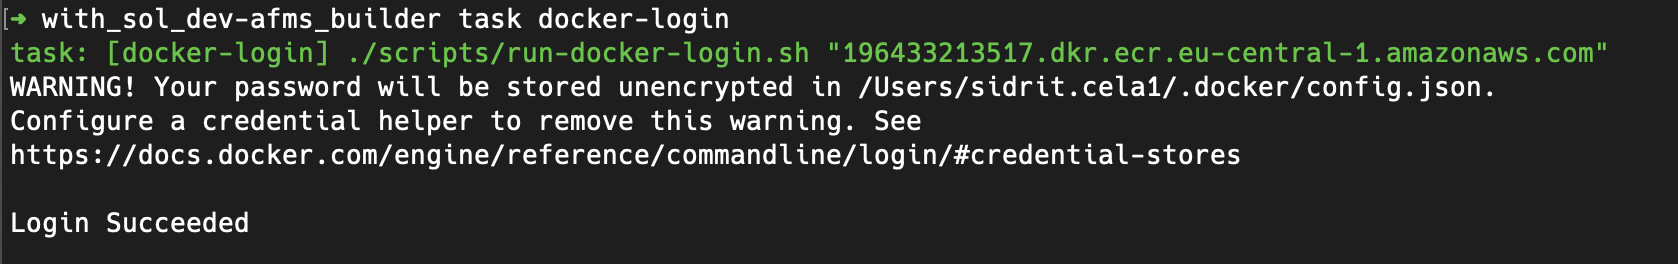 [➜ with_sol_dev-afms_builder task docker-login
task: [docker-login] ./scripts/run-docker-login.sh "196433213517.dkr.ecr.eu-central-1.amazonaws.com"
WARNING! Your password will be stored unencrypted in /Users/sidrit.cela1/.docker/config.json.
Configure a credential helper to remove this warning. See
https://docs.docker.com/engine/reference/commandline/login/#credential-stores
Login Succeeded